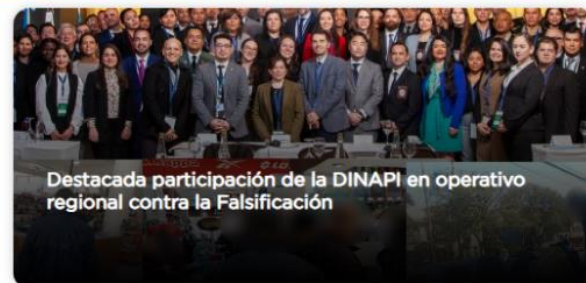 Destacada participación de la DINAPI en operativo
regional contra la Falsificación